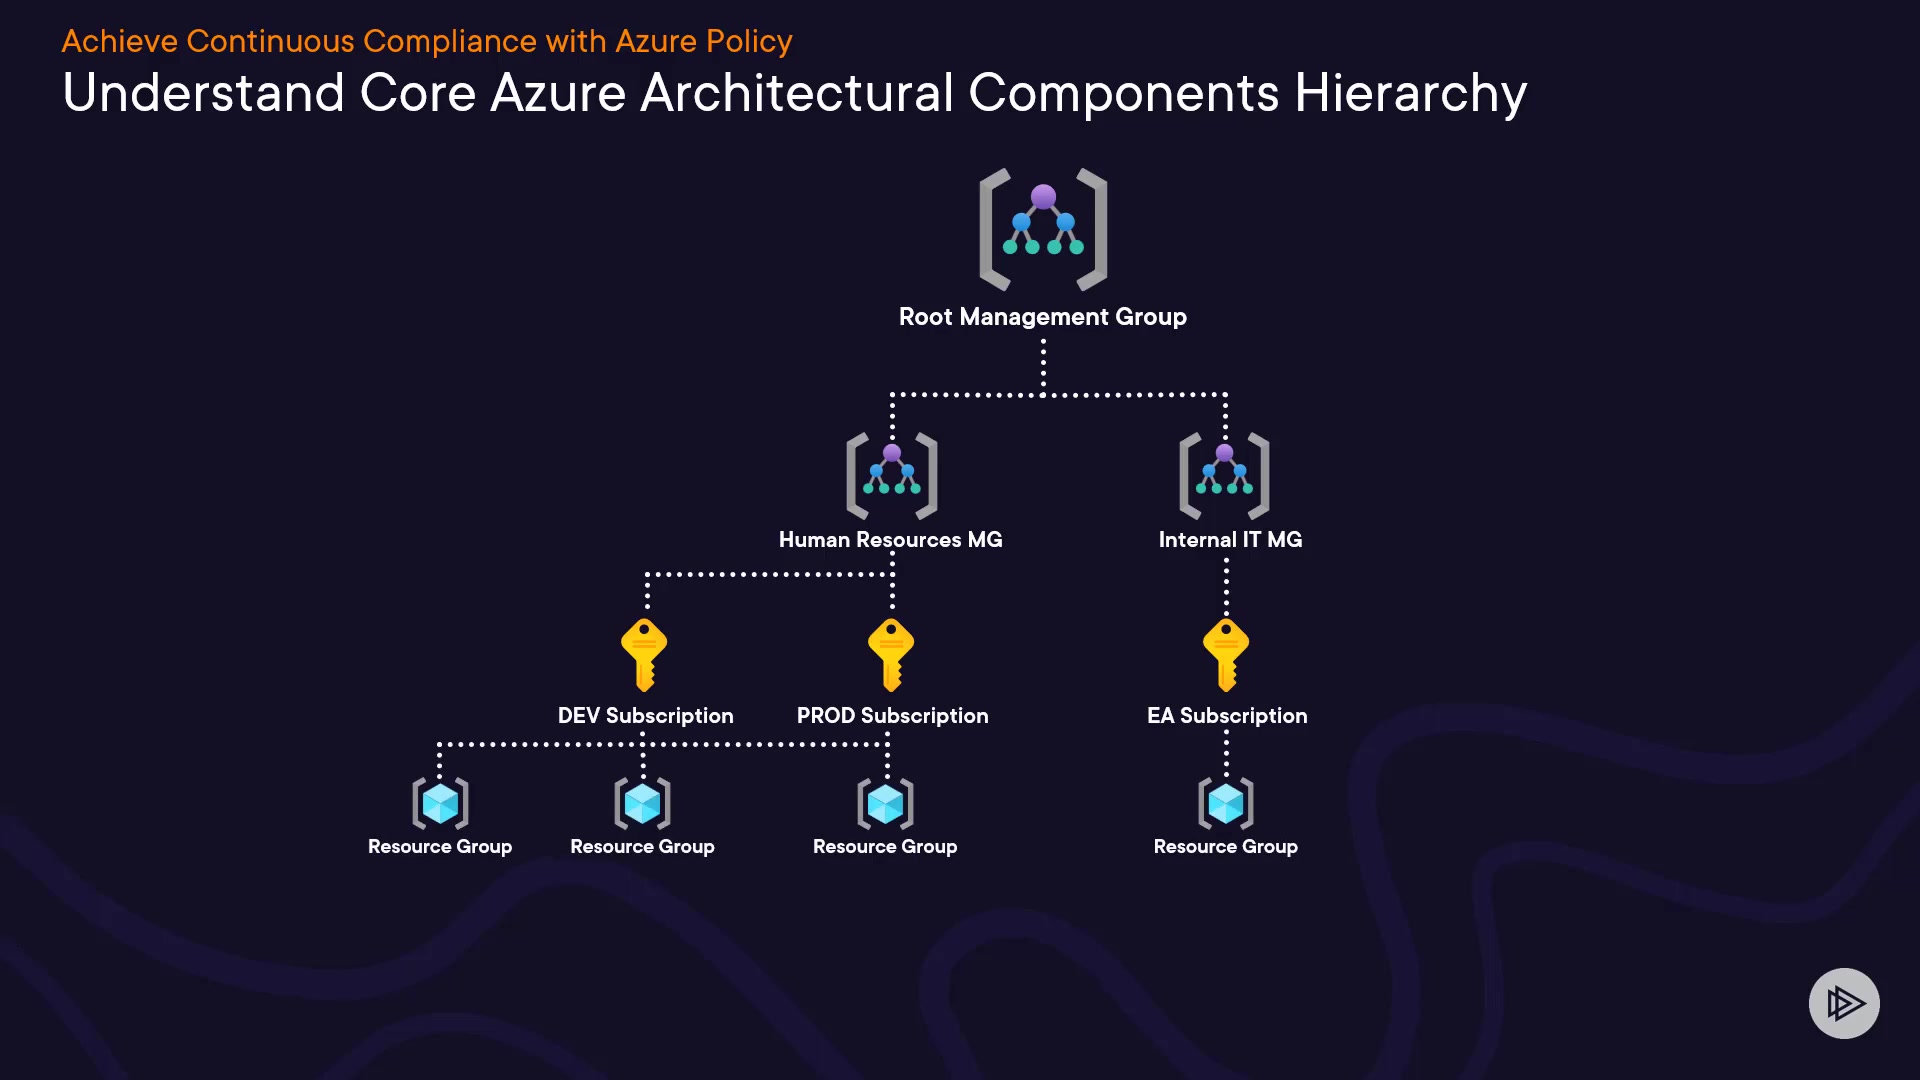 Achieve Continuous Compliance with Azure Policy
Understand Core Azure Architectural Components Hierarchy
Root Management Group
Human Resources MG
Internal IT MG
DEV Subscription
PROD Subscription
EA Subscription
Resource Group
Resource Group
Resource Group
Resource Group